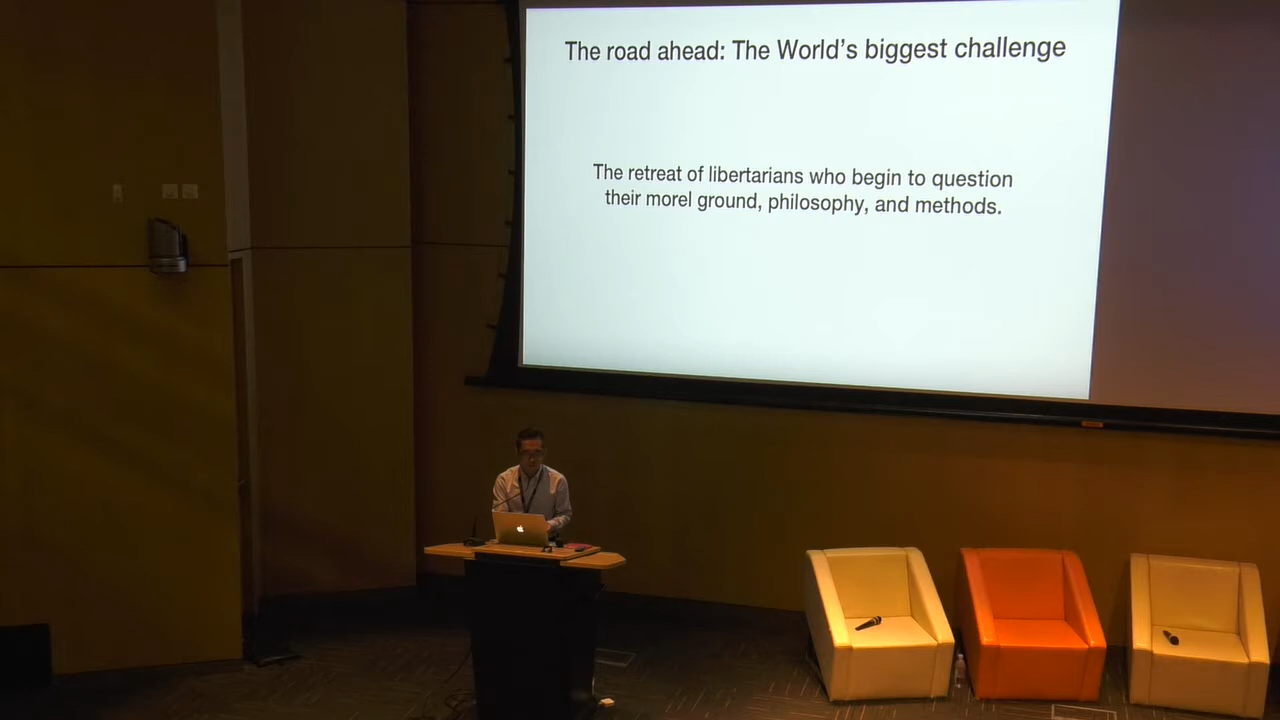 The road ahead: The World's biggest challenge
The retreat of libertarians who begin to question
their morel ground, philosophy, and methods.